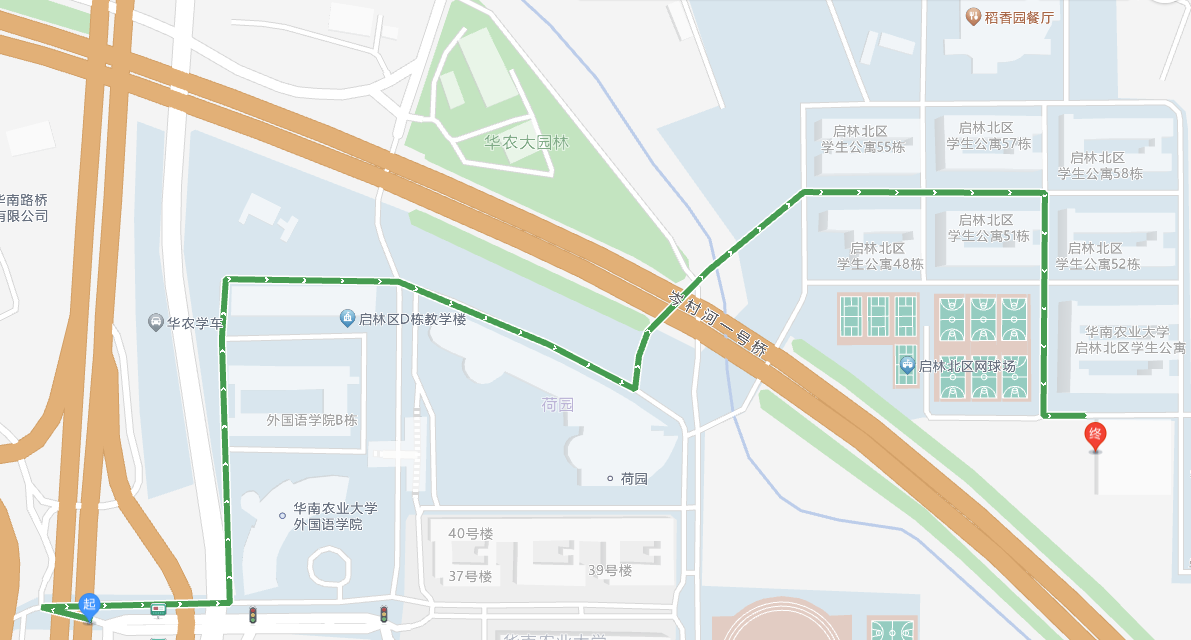 稻香园餐厅
华农大园林
启林北区
学生公寓55栋
启林北区
学生公寓57栋
启林北区
学生公寓58栋
华南路桥
有限公司
启林北区
学生公寓48栋
启林北区
学生公寓51栋
启林北区
学生公寓52栋
岑村河一号桥
华农学车
启林区D栋教学楼
华南农业大学
启林北区学生公寓
启林北区网球场
荷园
外国语学院B栋
终
荷园
华南农业大学
外国语学院
40号楼
39号楼
37号楼
起
华南农业大学